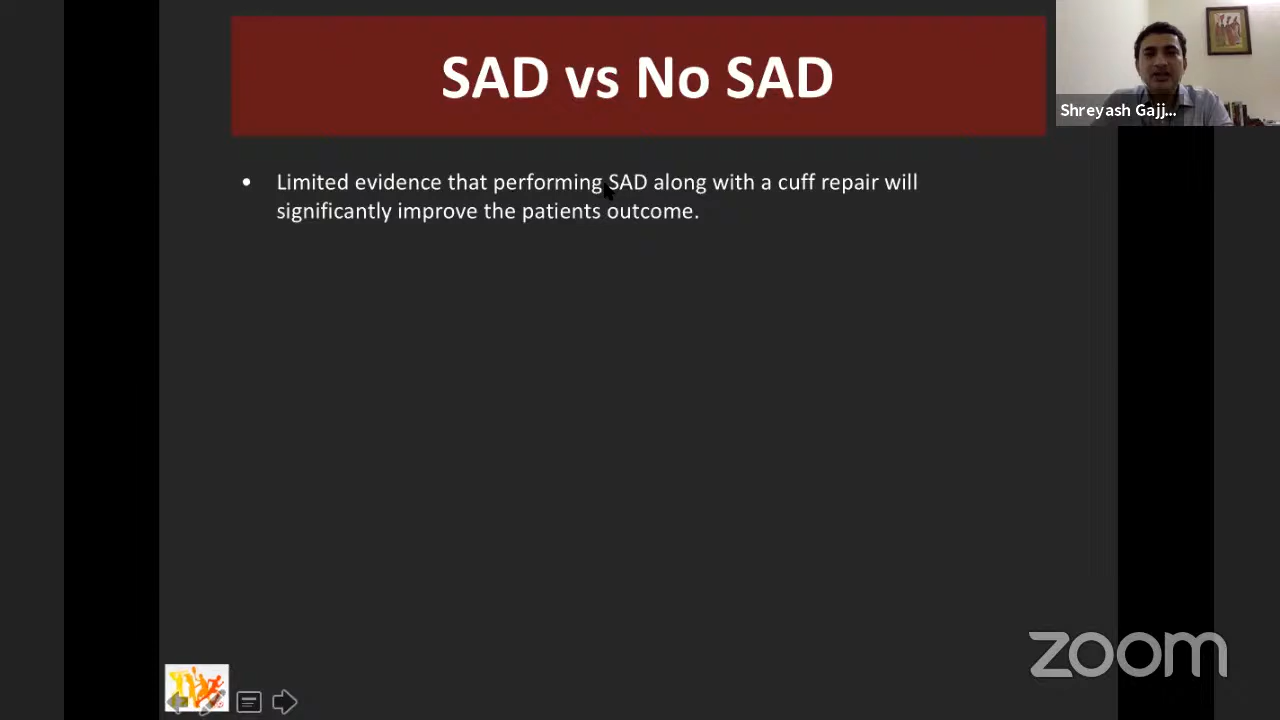 SAD vs No SAD
Shreyash Gajj...
• Limited evidence that performing SAD along with a cuff repair will
significantly improve the patients outcome.
zoom